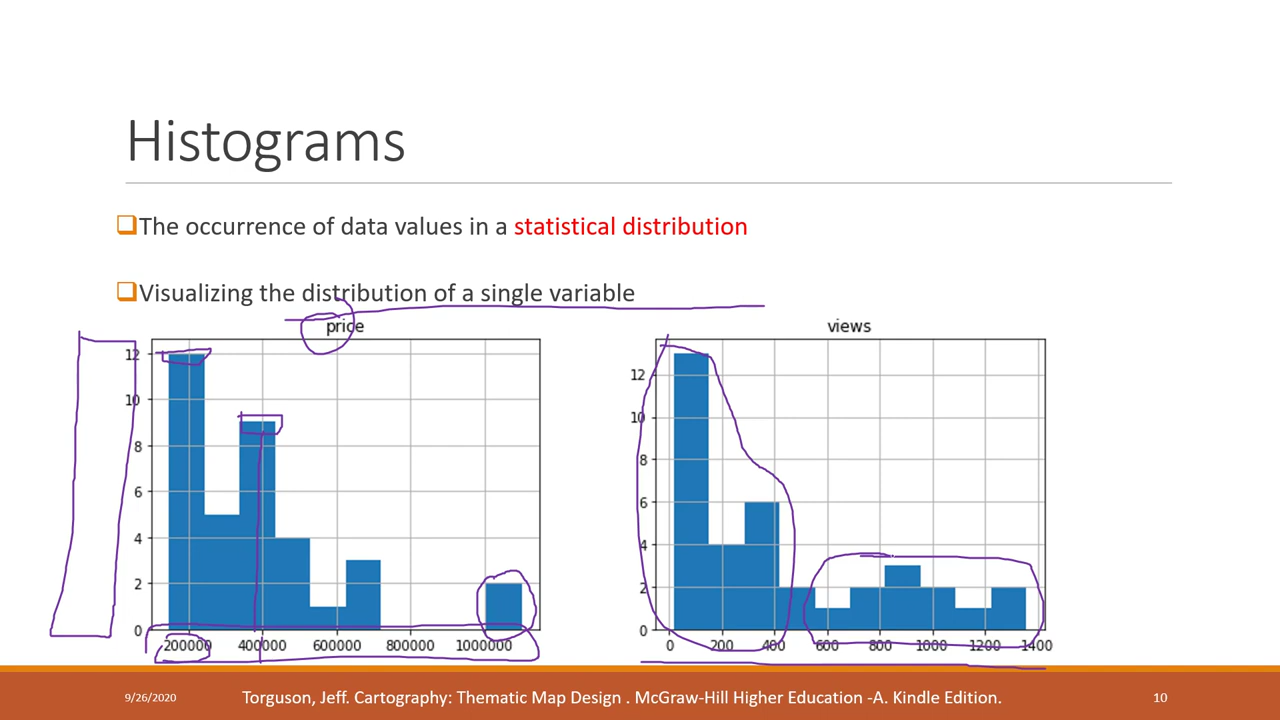 Histograms
The occurrence of data values in a statistical distribution
Visualizing the distribution of a single variable
price
12
10
8
6
4
2
0
200000 400000 600000 800000 1000000
views
12
10
8
6
4
2
0
0 200 400 600 800 1000 1200 1400
9/26/2020
Torguson, Jeff. Cartography: Thematic Map Design . McGraw-Hill Higher Education -A. Kindle Edition.
10